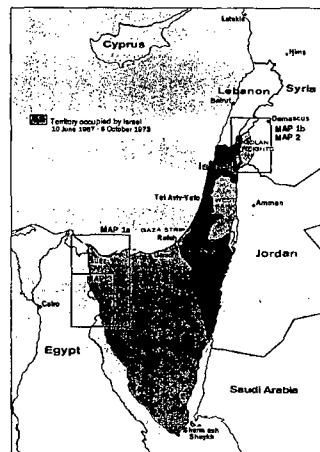 Latakia
Cyprus
Hims
Lebanon
Syria
Beirut
Damascus
MAP 1b
MAP 2
GOLAN
HEIGHTS
Territory occupied by Israel
10 June 1967 - 6 October 1973
Tel Aviv-Yafo
Amman
MAP 1a
GAZA STRIP
Rafah
Jordan
Cairo
Egypt
Saudi Arabia
Sharm ash
Shaykh